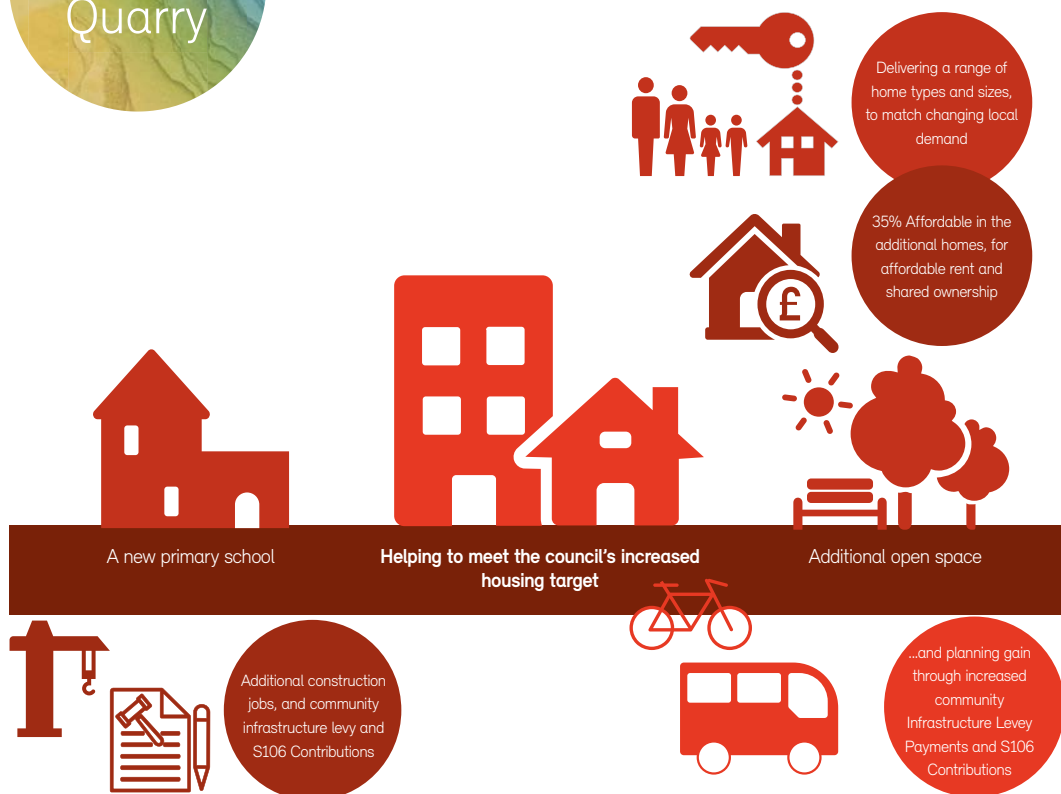 Quarry
Delivering a range of
home types and sizes,
to match changing local
demand
35% Affordable in the
additional homes, for
affordable rent and
shared ownership
£
A new primary school
Helping to meet the council's increased
housing target
Additional open space
Additional construction
jobs, and community
infrastructure levy and
S106 Contributions
...and planning gain
through increased
community
Infrastructure Levey
Payments and S106
Contributions